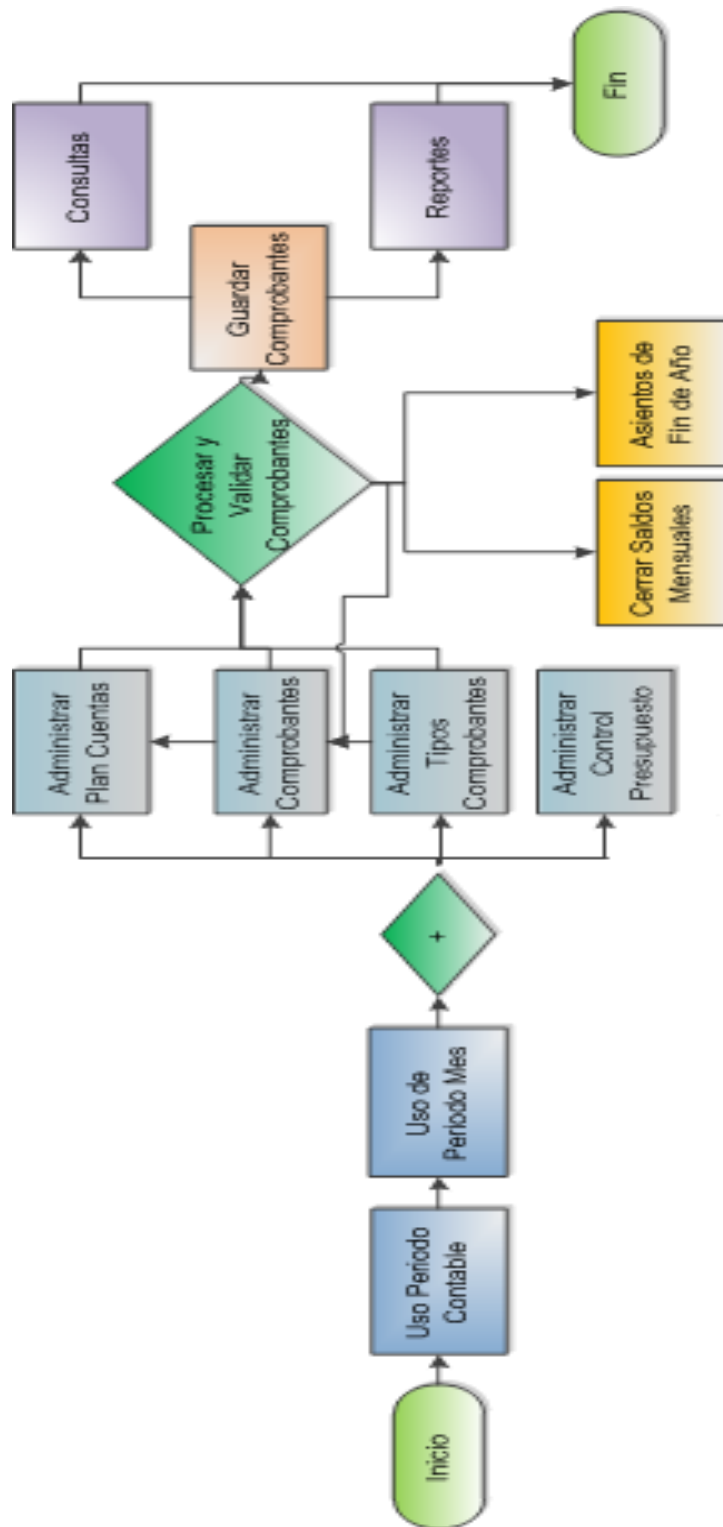 Inicio
Uso Periodo
Contable
Uso de
Periodo Mes
+
Administrar
Plan Cuentas
Administrar
Comprobantes
Administrar
Tipos
Comprobantes
Administrar
Control
Presupuesto
Procesar y
Validar
Comprobantes
Guardar
Comprobantes
Cerrar Saldos
Mensuales
Asientos de
Fin de Año
Consultas
Reportes
Fin